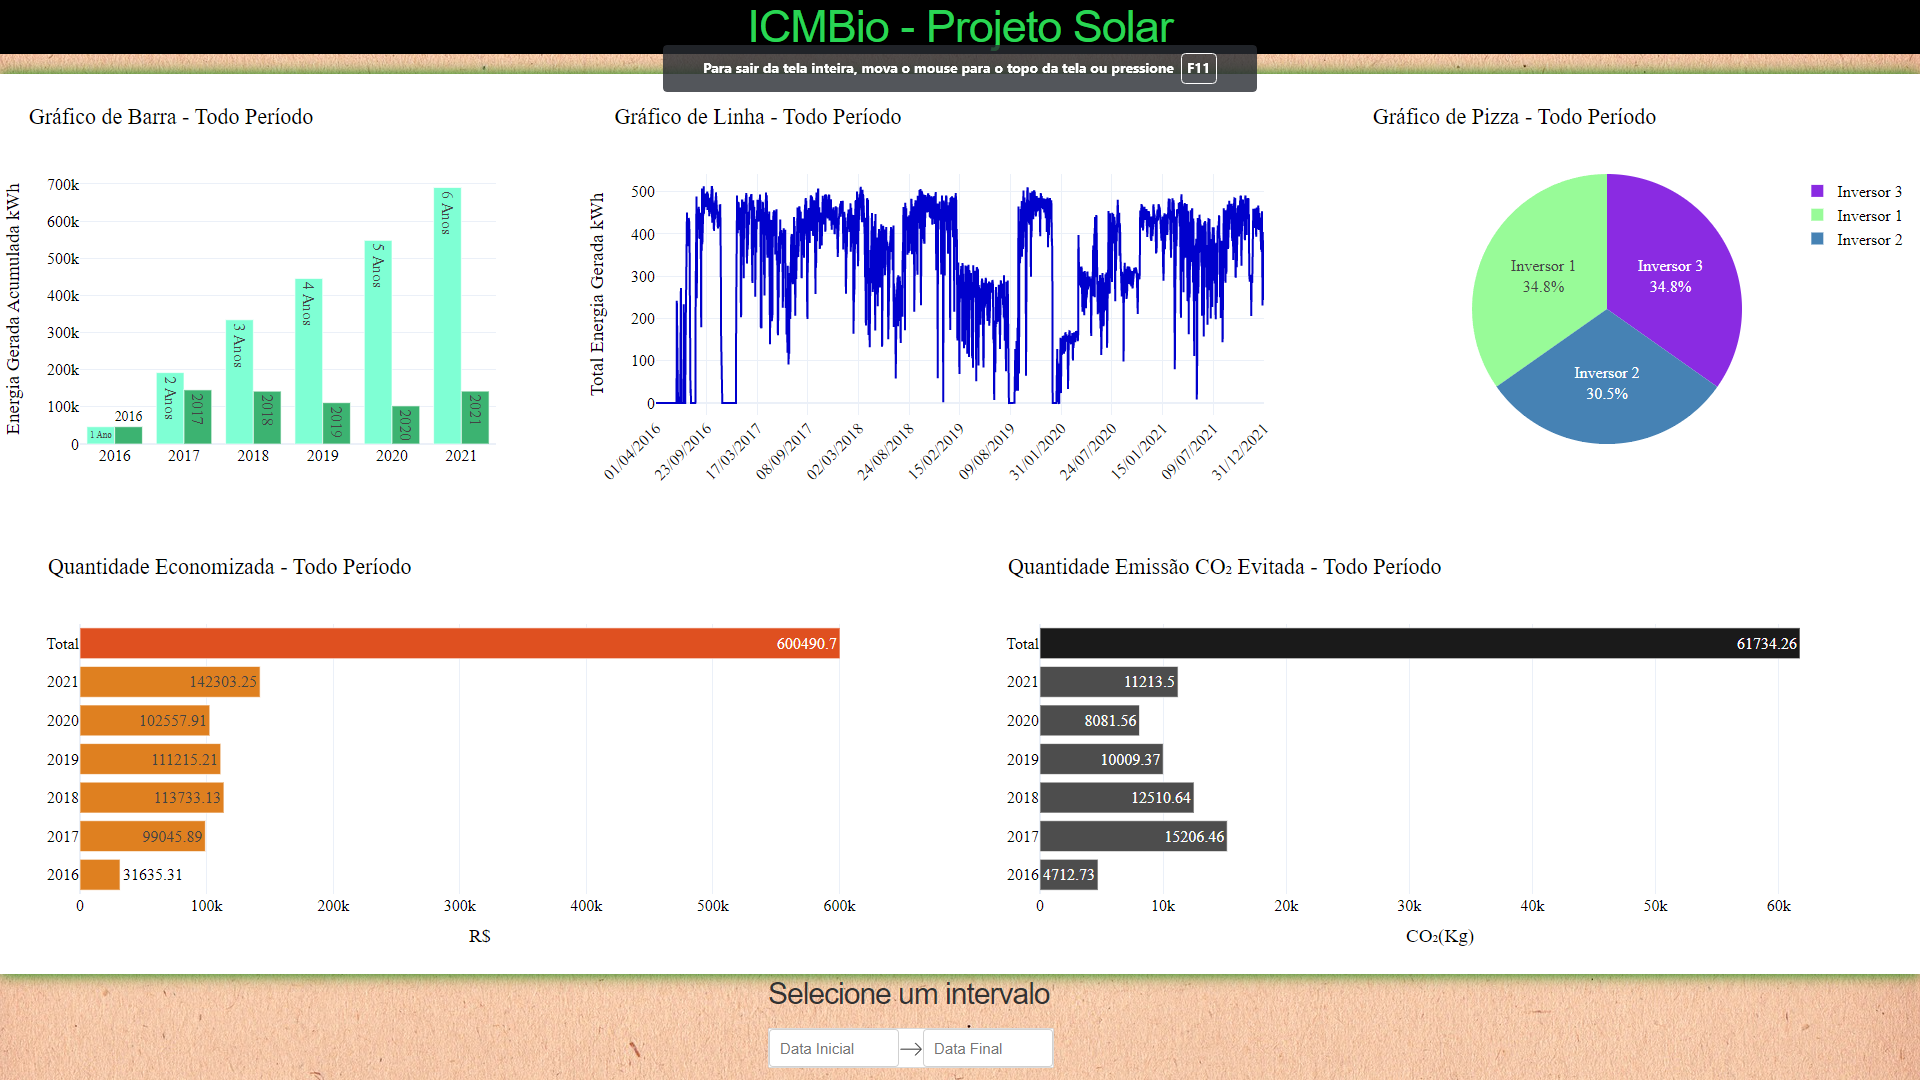 ICMBio - Projeto Solar
Para sair da tela inteira, mova o mouse para o topo da tela ou pressione F11
Gráfico de Barra - Todo Período
Energia Gerada Acumulada kWh
700k
600k
500k
400k
300k
200k
100k
0
1 Ano
2016
2 Anos
2017
3 Anos
2018
4 Anos
2019
5 Anos
2020
6 Anos
2021
2016 2017 2018 2019 2020 2021
Gráfico de Linha - Todo Período
Total Energia Gerada kWh
500
400
300
200
100
0
01/04/2016
23/09/2016
17/03/2017
08/09/2017
02/03/2018
24/08/2018
15/02/2019
09/08/2019
31/01/2020
24/07/2020
15/01/2021
09/07/2021
31/12/2021
Gráfico de Pizza - Todo Período
Inversor 1
34.8%
Inversor 3
34.8%
Inversor 2
30.5%
Inversor 3
Inversor 1
Inversor 2
Quantidade Economizada - Todo Período
Total 600490.7
2021 142303.25
2020 102557.91
2019 111215.21
2018 113733.13
2017 99045.89
2016 31635.31
0 100k 200k 300k 400k 500k 600k
R$
Quantidade Emissão CO₂ Evitada - Todo Período
Total 61734.26
2021 11213.5
2020 8081.56
2019 10009.37
2018 12510.64
2017 15206.46
2016 4712.73
0 10k 20k 30k 40k 50k 60k
CO₂(Kg)
Selecione um intervalo
Data Inicial → Data Final